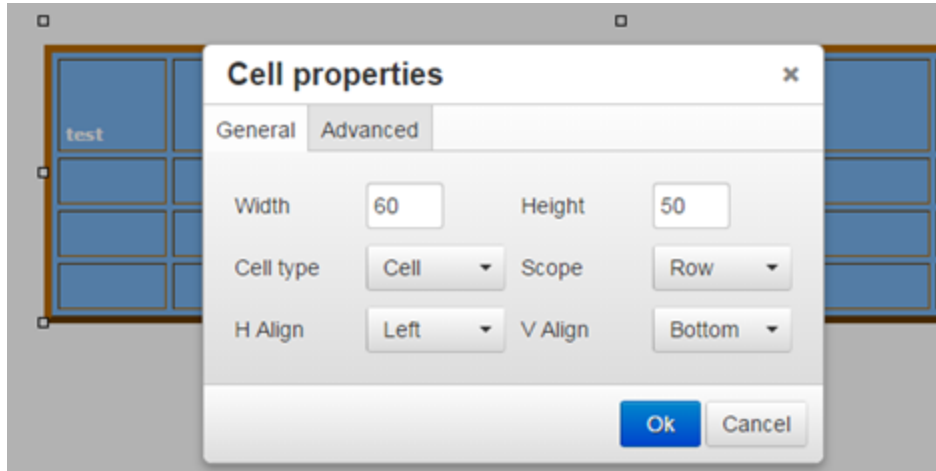 Cell properties ×
General Advanced
test
Width 60 Height 50
Cell type Cell Scope Row
H Align Left V Align Bottom
Ok Cancel